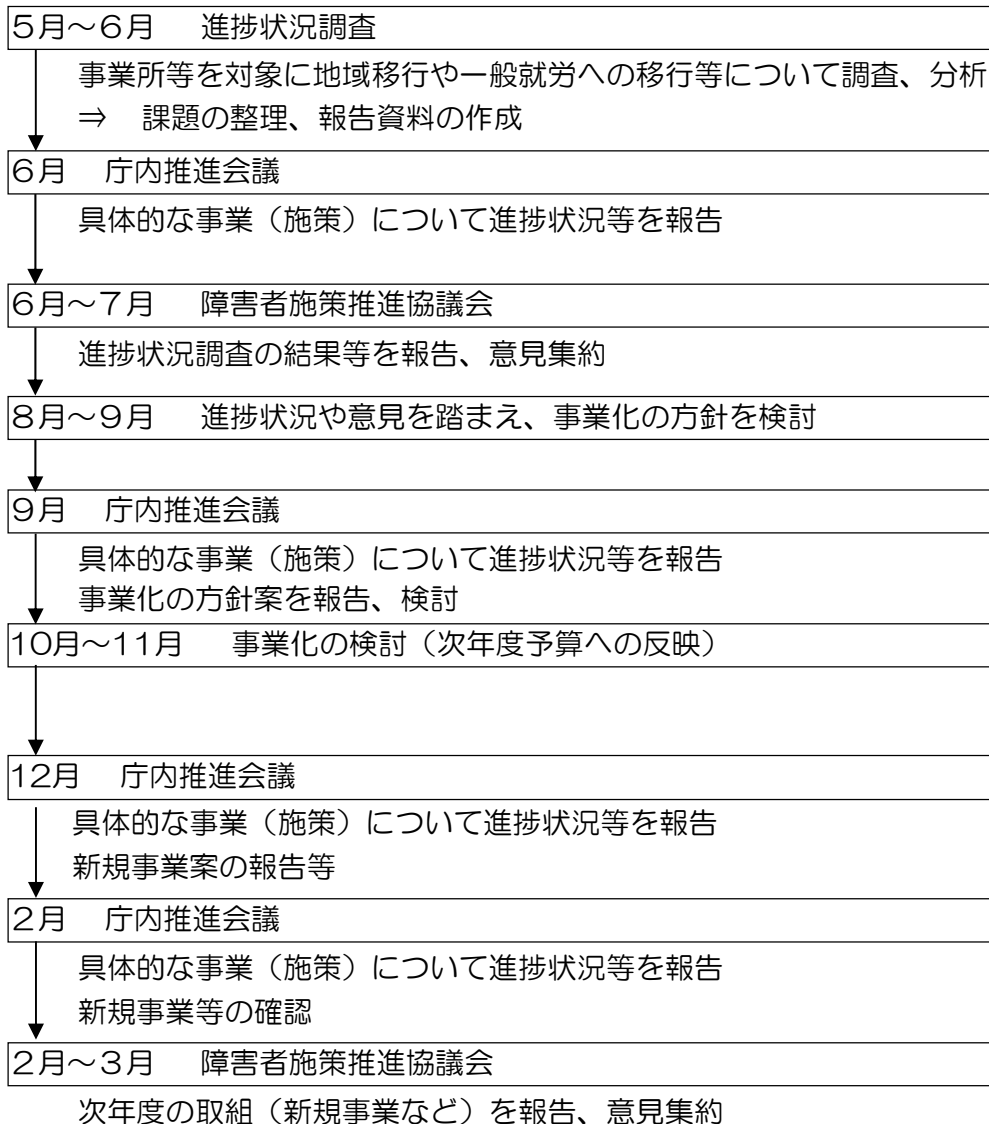 5月～6月　進捗状況調査
事業所等を対象に地域移行や一般就労への移行等について調査、分析
⇒　課題の整理、報告資料の作成
6月　庁内推進会議
具体的な事業（施策）について進捗状況等を報告
6月～7月　障害者施策推進協議会
進捗状況調査の結果等を報告、意見集約
8月～9月　進捗状況や意見を踏まえ、事業化の方針を検討
9月　庁内推進会議
具体的な事業（施策）について進捗状況等を報告
事業化の方針案を報告、検討
10月～11月　事業化の検討（次年度予算への反映）
12月　庁内推進会議
具体的な事業（施策）について進捗状況等を報告
新規事業案の報告等
2月　庁内推進会議
具体的な事業（施策）について進捗状況等を報告
新規事業等の確認
2月～3月　障害者施策推進協議会
次年度の取組（新規事業など）を報告、意見集約